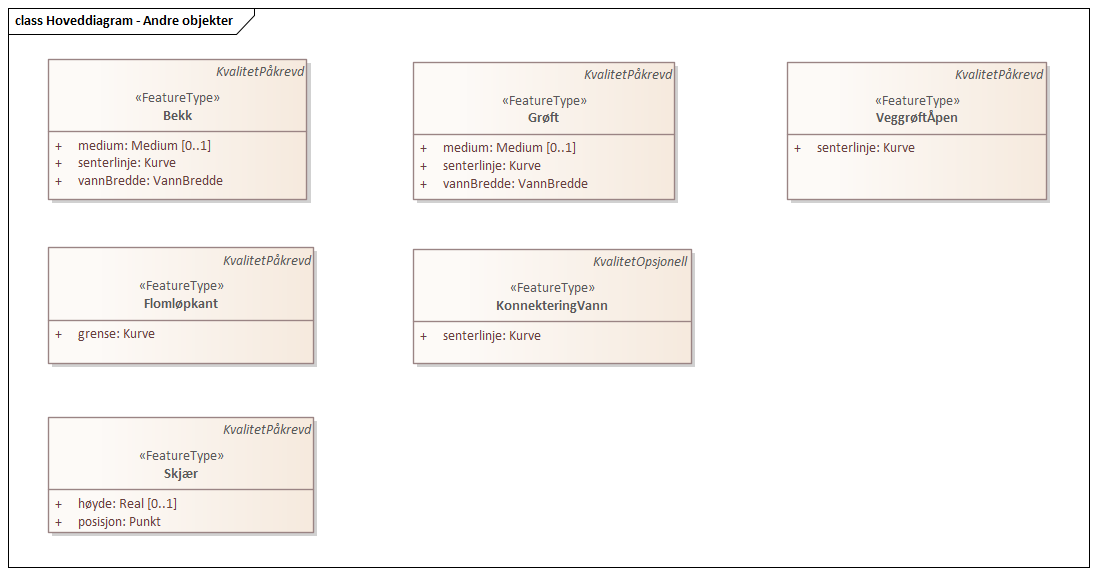 class Hoveddiagram - Andre objekter
KvalitetPåkrevd
«FeatureType»
Bekk
+ medium: Medium [0..1]
+ senterlinje: Kurve
+ vannBredde: VannBredde
KvalitetPåkrevd
«FeatureType»
Grøft
+ medium: Medium [0..1]
+ senterlinje: Kurve
+ vannBredde: VannBredde
KvalitetPåkrevd
«FeatureType»
VeggrøftÅpen
+ senterlinje: Kurve
KvalitetPåkrevd
«FeatureType»
Flomløpkant
+ grense: Kurve
KvalitetOpsjonell
«FeatureType»
KonnekteringVann
+ senterlinje: Kurve
KvalitetPåkrevd
«FeatureType»
Skjær
+ høyde: Real [0..1]
+ posisjon: Punkt